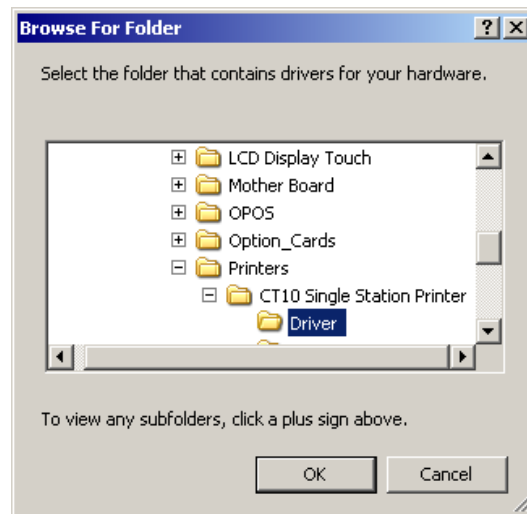 Browse For Folder
Select the folder that contains drivers for your hardware.
LCD Display Touch
Mother Board
OPOS
Option_Cards
Printers
CT10 Single Station Printer
Driver
To view any subfolders, click a plus sign above.
OK
Cancel